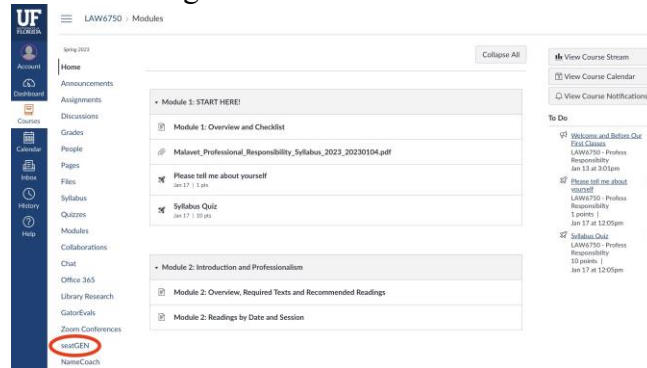 UF
FLORIDA
Account
Dashboard
Courses
Calendar
Inbox
History
Help
LAW6750 › Modules
Spring 2023
Home
Announcements
Assignments
Discussions
Grades
People
Pages
Files
Syllabus
Quizzes
Modules
Collaborations
Chat
Office 365
Library Research
GatorEvals
Zoom Conferences
seatGEN
NameCoach
Collapse All
Module 1: START HERE!
Module 1: Overview and Checklist
Malavet_Professional_Responsibility_Syllabus_2023_20230104.pdf
Please tell me about yourself
Jan 17 | 1 pts
Syllabus Quiz
Jan 17 | 10 pts
Module 2: Introduction and Professionalism
Module 2: Overview, Required Texts and Recommended Readings
Module 2: Readings by Date and Session
View Course Stream
View Course Calendar
View Course Notifications
To Do
Welcome and Before Our
First Classes
LAW6750 - Profess
Responsibilty
Jan 13 at 3:01pm
Please tell me about
yourself
LAW6750 - Profess
Responsibilty
1 points |
Jan 17 at 12:05pm
Syllabus Quiz
LAW6750 - Profess
Responsibilty
10 points |
Jan 17 at 12:05pm